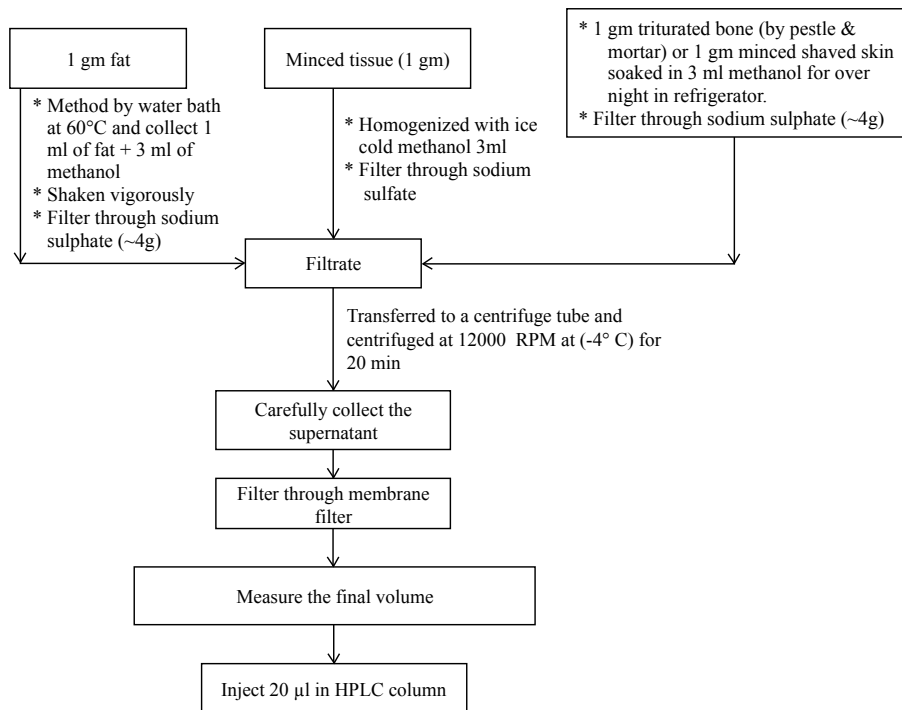 1 gm fat
* Method by water bath
at 60°C and collect 1
ml of fat + 3 ml of
methanol
* Shaken vigorously
* Filter through sodium
sulphate (~4g)
Minced tissue (1 gm)
* Homogenized with ice
cold methanol 3ml
* Filter through sodium
sulfate
* 1 gm triturated bone (by pestle &
mortar) or 1 gm minced shaved skin
soaked in 3 ml methanol for over
night in refrigerator.
* Filter through sodium sulphate (~4g)
Filtrate
Transferred to a centrifuge tube and
centrifuged at 12000 RPM at (-4° C) for
20 min
Carefully collect the
supernatant
Filter through membrane
filter
Measure the final volume
Inject 20 µl in HPLC column